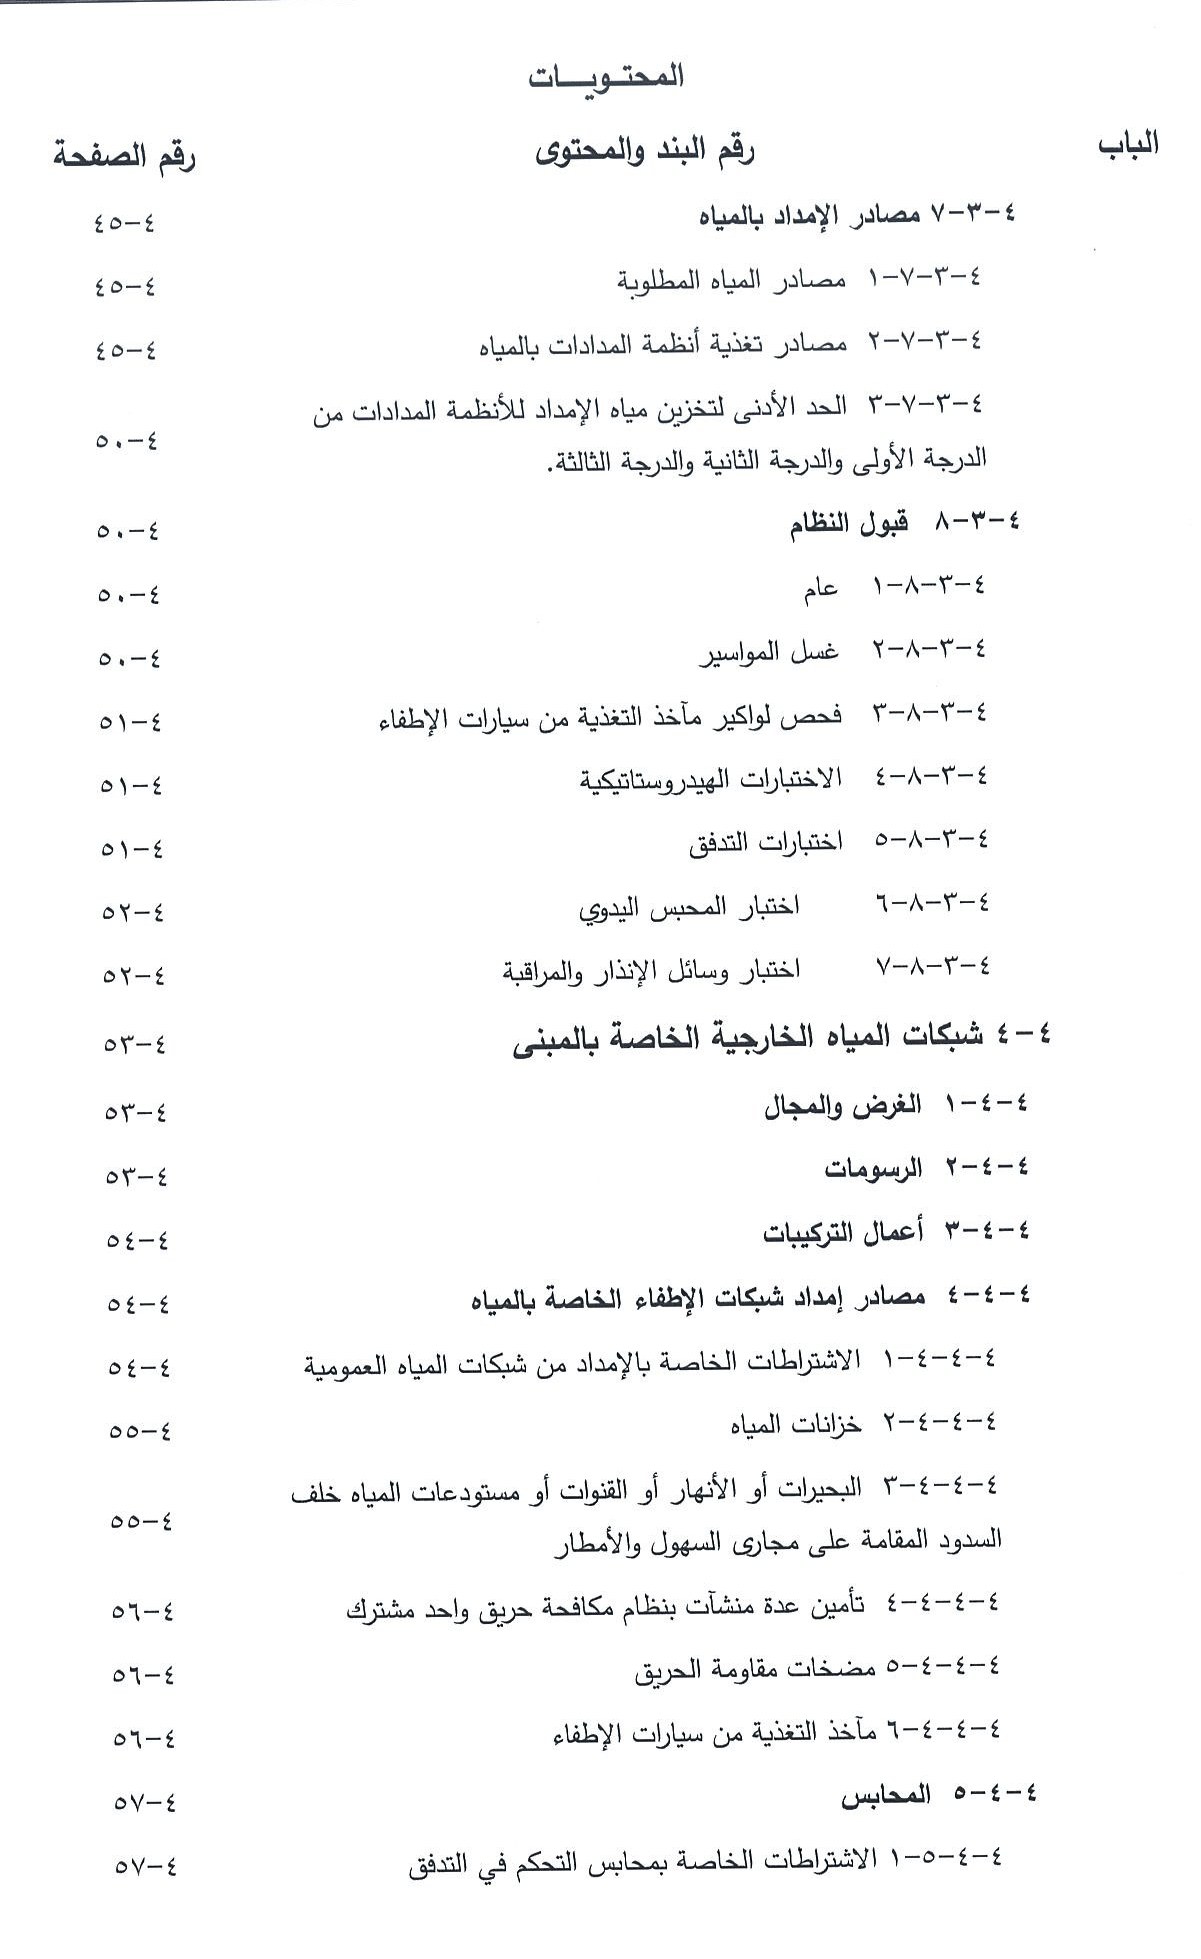 المحتويات
الباب رقم البند والمحتوى رقم الصفحة
٤-٣-٧ مصادر الإمداد بالمياه ٤-٤٥
٤-٣-٧-١ مصادر المياه المطلوبة ٤-٤٥
٤-٣-٧-٢ مصادر تغذية أنظمة المدادات بالمياه ٤-٤٥
٤-٣-٧-٣ الحد الأدنى لتخزين مياه الإمداد للأنظمة المدادات من
الدرجة الأولى والدرجة الثانية والدرجة الثالثة. ٤-٥٠
٤-٣-٨ قبول النظام ٤-٥٠
٤-٣-٨-١ عام ٤-٥٠
٤-٣-٨-٢ غسل المواسير ٤-٥٠
٤-٣-٨-٣ فحص لواكير مآخذ التغذية من سيارات الإطفاء ٤-٥١
٤-٣-٨-٤ الاختبارات الهيدروستاتيكية ٤-٥١
٤-٣-٨-٥ اختبارات التدفق ٤-٥١
٤-٣-٨-٦ اختبار المحبس اليدوي ٤-٥٢
٤-٣-٨-٧ اختبار وسائل الإنذار والمراقبة ٤-٥٢
٤-٤ شبكات المياه الخارجية الخاصة بالمبنى ٤-٥٣
٤-٤-١ الغرض والمجال ٤-٥٣
٤-٤-٢ الرسومات ٤-٥٣
٤-٤-٣ أعمال التركيبات ٤-٥٤
٤-٤-٤ مصادر إمداد شبكات الإطفاء الخاصة بالمياه ٤-٥٤
٤-٤-٤-١ الاشتراطات الخاصة بالإمداد من شبكات المياه العمومية ٤-٥٤
٤-٤-٤-٢ خزانات المياه ٤-٥٥
٤-٤-٤-٣ البحيرات أو الأنهار أو القنوات أو مستودعات المياه خلف
السدود المقامة على مجارى السهول والأمطار ٤-٥٥
٤-٤-٤-٤ تأمين عدة منشآت بنظام مكافحة حريق واحد مشترك ٤-٥٦
٤-٤-٤-٥ مضخات مقاومة الحريق ٤-٥٦
٤-٤-٤-٦ مآخذ التغذية من سيارات الإطفاء ٤-٥٦
٤-٤-٥ المحابس ٤-٥٧
٤-٤-٥-١ الاشتراطات الخاصة بمحابس التحكم في التدفق ٤-٥٧